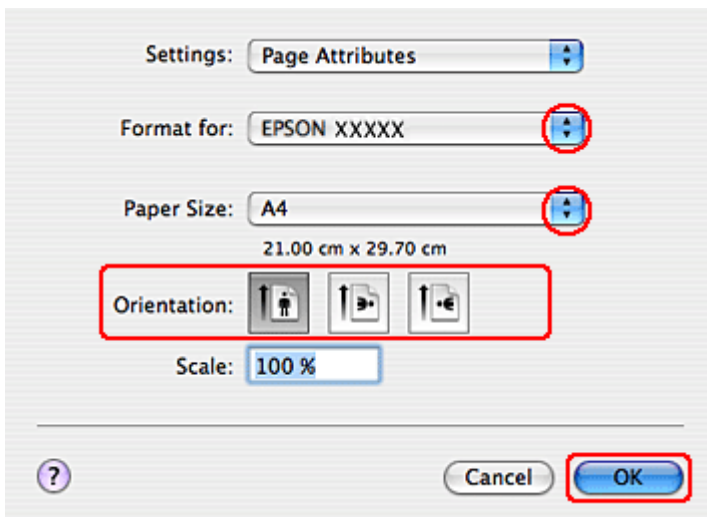 Settings: Page Attributes
Format for: EPSON XXXXX
Paper Size: A4
21.00 cm x 29.70 cm
Orientation:
Scale: 100 %
? Cancel OK